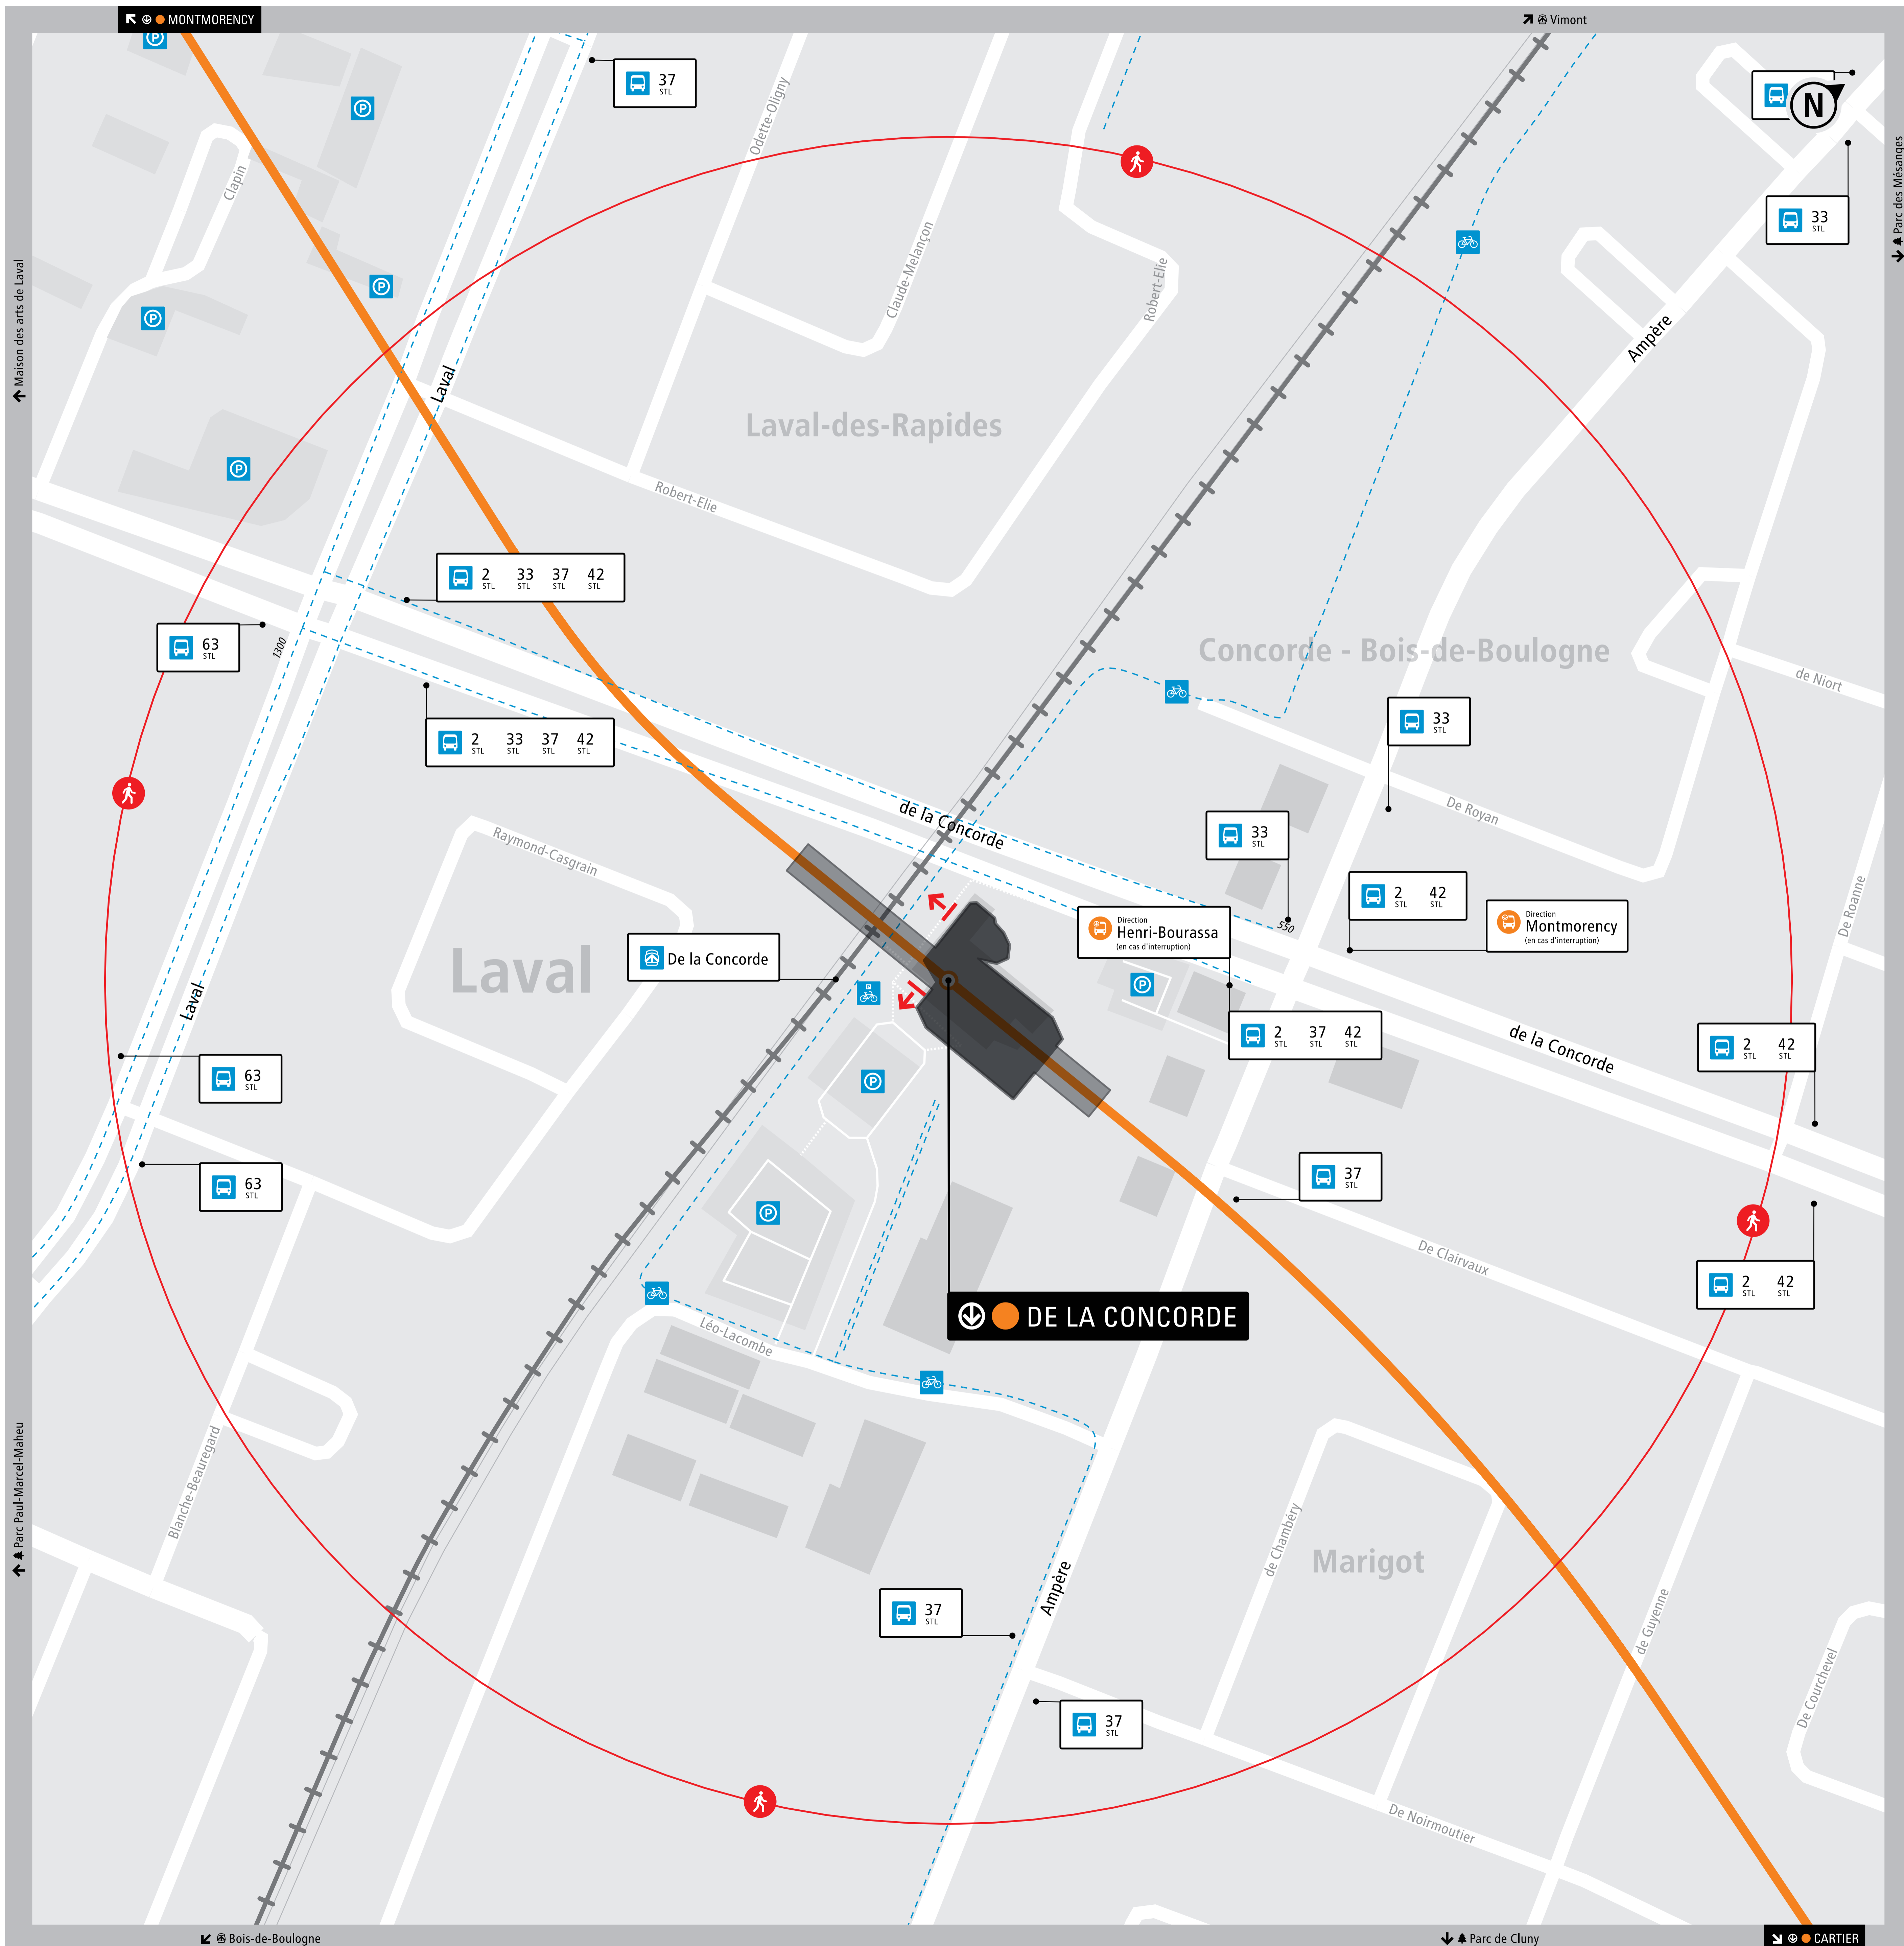 MONTMORENCY
Vimont
37
STL
N
33
STL
Parc des Mésanges
Maison des arts de Laval
Clapin
Odette-Oligny
Claude-Melançon
Robert-Elie
Ampère
Laval
Laval-des-Rapides
Robert-Elie
2 33 37 42
STL STL STL STL
63
STL
1300
Concorde - Bois-de-Boulogne
de Niort
2 33 37 42
STL STL STL STL
33
STL
De Royan
33
STL
de la Concorde
Raymond-Casgrain
2 42
STL STL
Direction
Montmorency
(en cas d'interruption)
De Roanne
Direction
Henri-Bourassa
(en cas d'interruption)
550
Laval
De la Concorde
Laval
P
2 37 42
STL STL STL
de la Concorde
2 42
STL STL
63
STL
P
63
STL
37
STL
P
De Clairvaux
2 42
STL STL
DE LA CONCORDE
Léo-Lacombe
Parc Paul-Marcel-Maheu
Blanche-Beauregard
de Chambéry
Marigot
Ampère
37
STL
de Guyenne
De Courchevel
37
STL
De Noirmoutier
Bois-de-Boulogne
Parc de Cluny
CARTIER